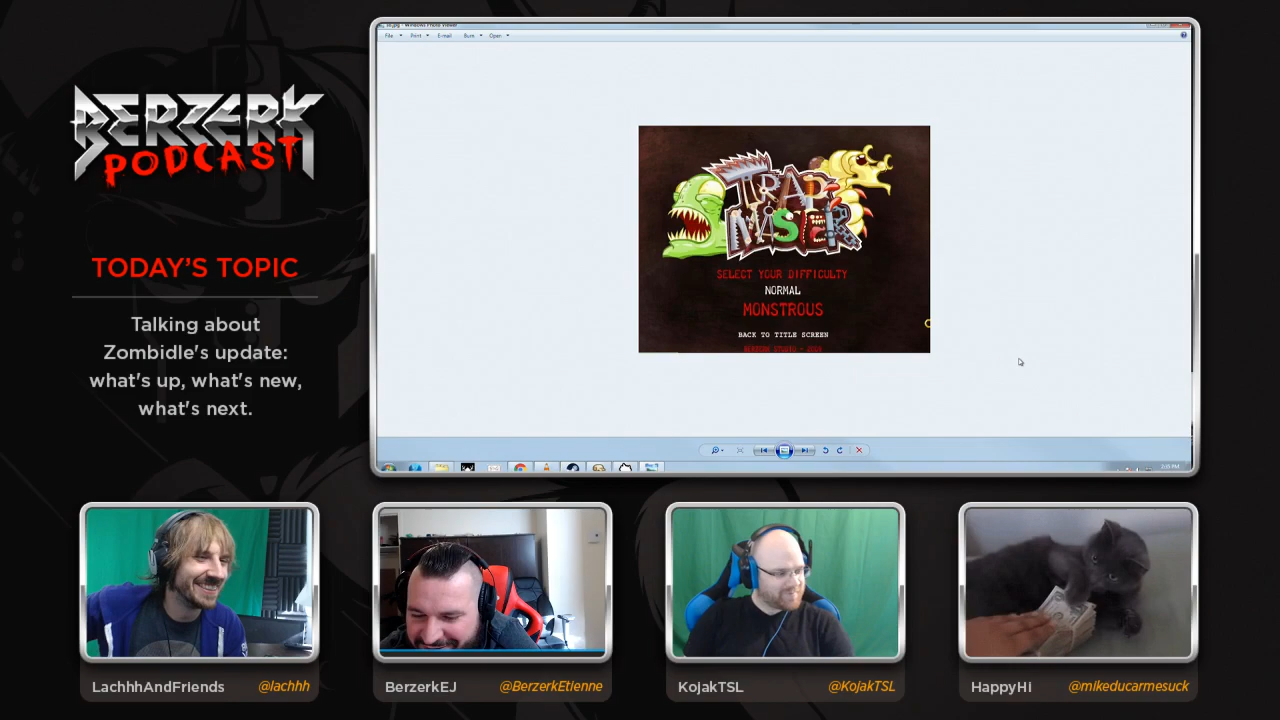 BERZERK
PODCAST
TODAY'S TOPIC
Talking about
Zombidle's update:
what's up, what's new,
what's next.
File Print E-mail Burn Open
TRAP
MASTER
SELECT YOUR DIFFICULTY
NORMAL
MONSTROUS
BACK TO TITLE SCREEN
LachhhAndFriends @lachhh
BerzerkEJ @BerzerkEtienne
KojakTSL @KojakTSL
HappyHi @mikeducarmesuck